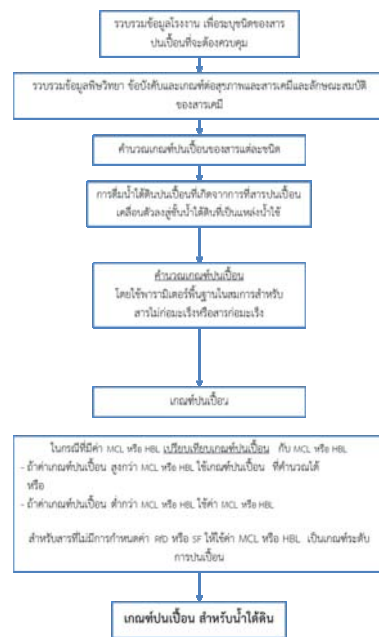 รวบรวมข้อมูลโรงงาน เพื่อระบุชนิดของสาร
ปนเปื้อนที่จะต้องควบคุม
รวบรวมข้อมูลพิษวิทยา ข้อบังคับและเกณฑ์ต่อสุขภาพและสารเคมีและลักษณะสมบัติ
ของสารเคมี
คำนวณเกณฑ์ปนเปื้อนของสารแต่ละชนิด
การดื่มน้ำใต้ดินปนเปื้อนที่เกิดจากการที่สารปนเปื้อน
เคลื่อนตัวลงสู่ชั้นน้ำใต้ดินที่เป็นแหล่งน้ำใช้
คำนวณเกณฑ์ปนเปื้อน
โดยใช้พารามิเตอร์พื้นฐานในสมการสำหรับ
สารไม่ก่อมะเร็งหรือสารก่อมะเร็ง
เกณฑ์ปนเปื้อน
ในกรณีที่มีค่า MCL หรือ HBL เปรียบเทียบเกณฑ์ปนเปื้อน กับ MCL หรือ HBL
- ถ้าค่าเกณฑ์ปนเปื้อน สูงกว่า MCL หรือ HBL ใช้เกณฑ์ปนเปื้อน ที่คำนวณได้
หรือ
- ถ้าค่าเกณฑ์ปนเปื้อน ต่ำกว่า MCL หรือ HBL ใช้ค่า MCL หรือ HBL
สำหรับสารที่ไม่มีการกำหนดค่า RfD หรือ SF ให้ใช้ค่า MCL หรือ HBL เป็นเกณฑ์ระดับ
การปนเปื้อน
เกณฑ์ปนเปื้อน สำหรับน้ำใต้ดิน